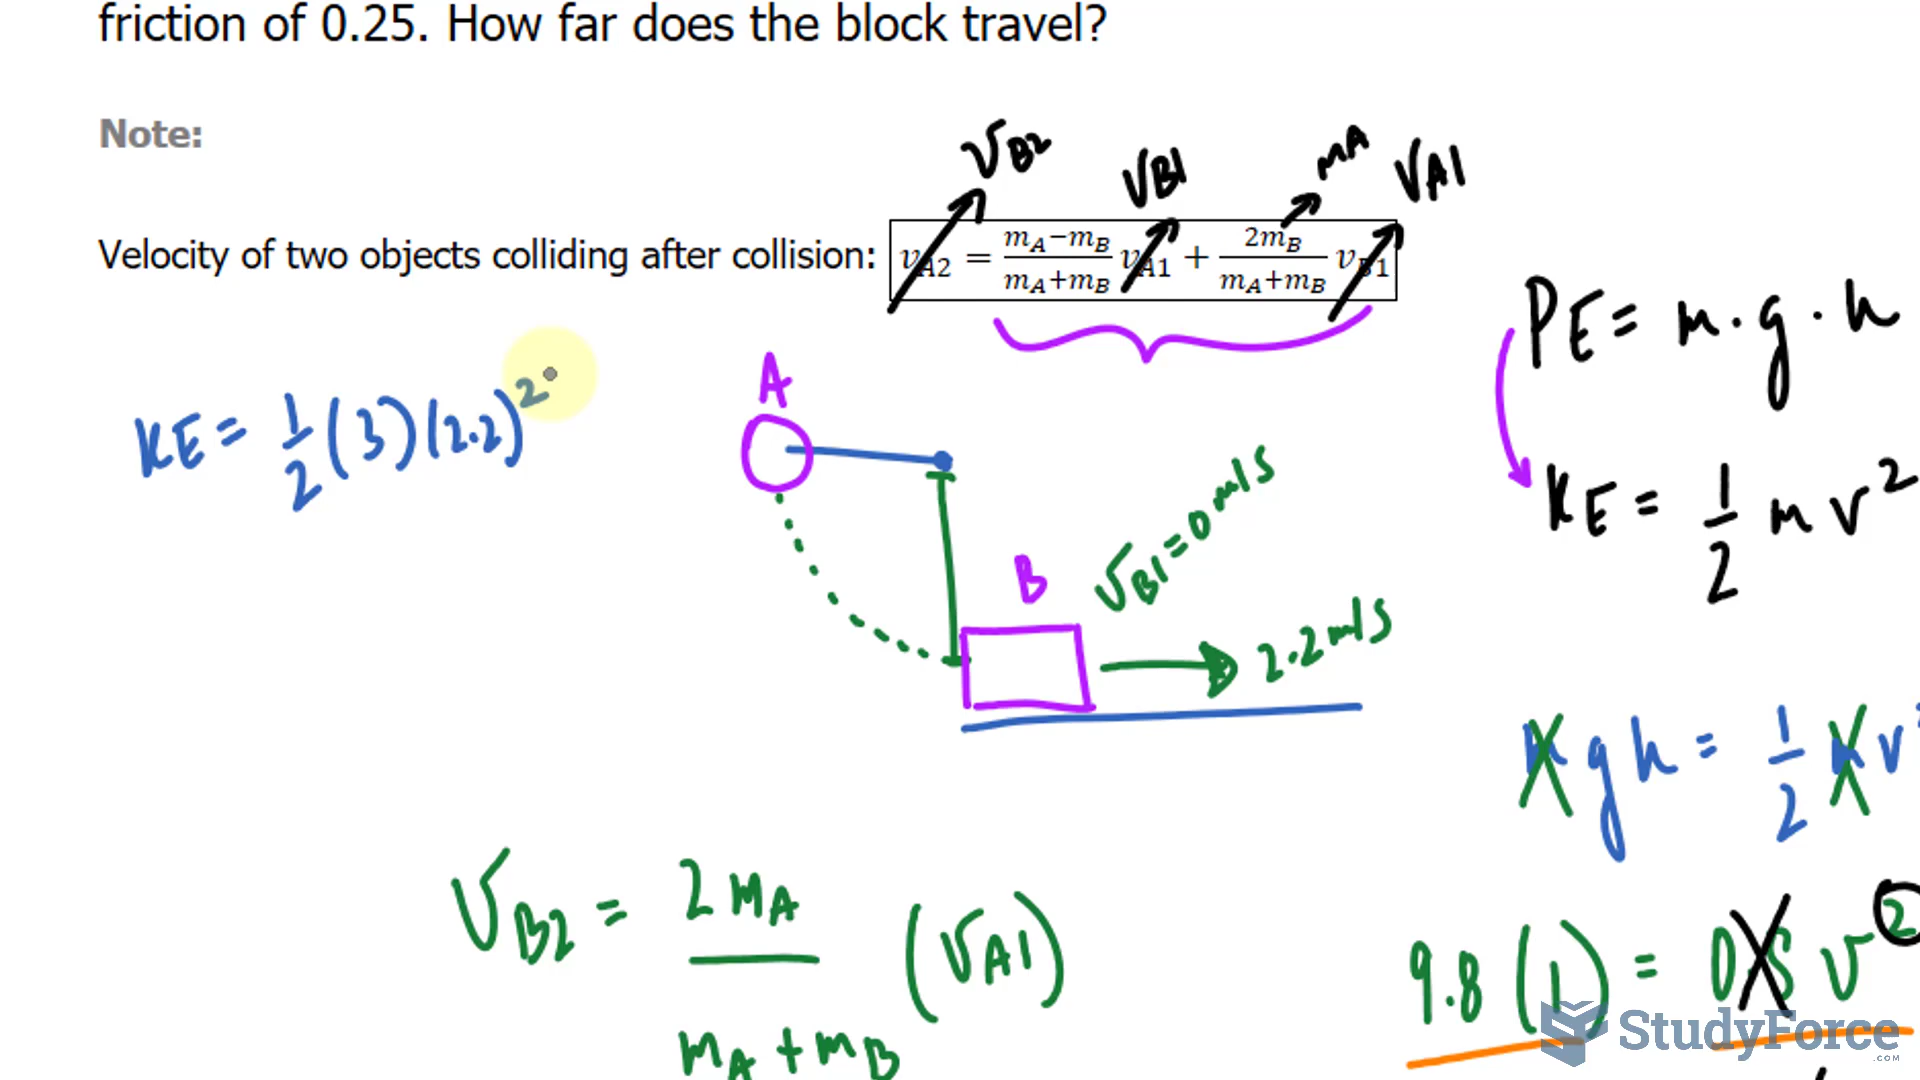 friction of 0.25. How far does the block travel?
Note:
VB2 VB1 mA VA1
Velocity of two objects colliding after collision: vA2 = (mA−mB)/(mA+mB) vA1 + 2mB/(mA+mB) vB1
PE = m.g.h
A
KE = 1/2 (3)(2.2)²
KE = 1/2 m v²
VB1 = 0 m/s
B
2.2 m/s
m g h = 1/2 m v²
VB2 = 2mA/(mA + mB) (VA1)
9.8 (1) = 0.5 v²
StudyForce
.COM